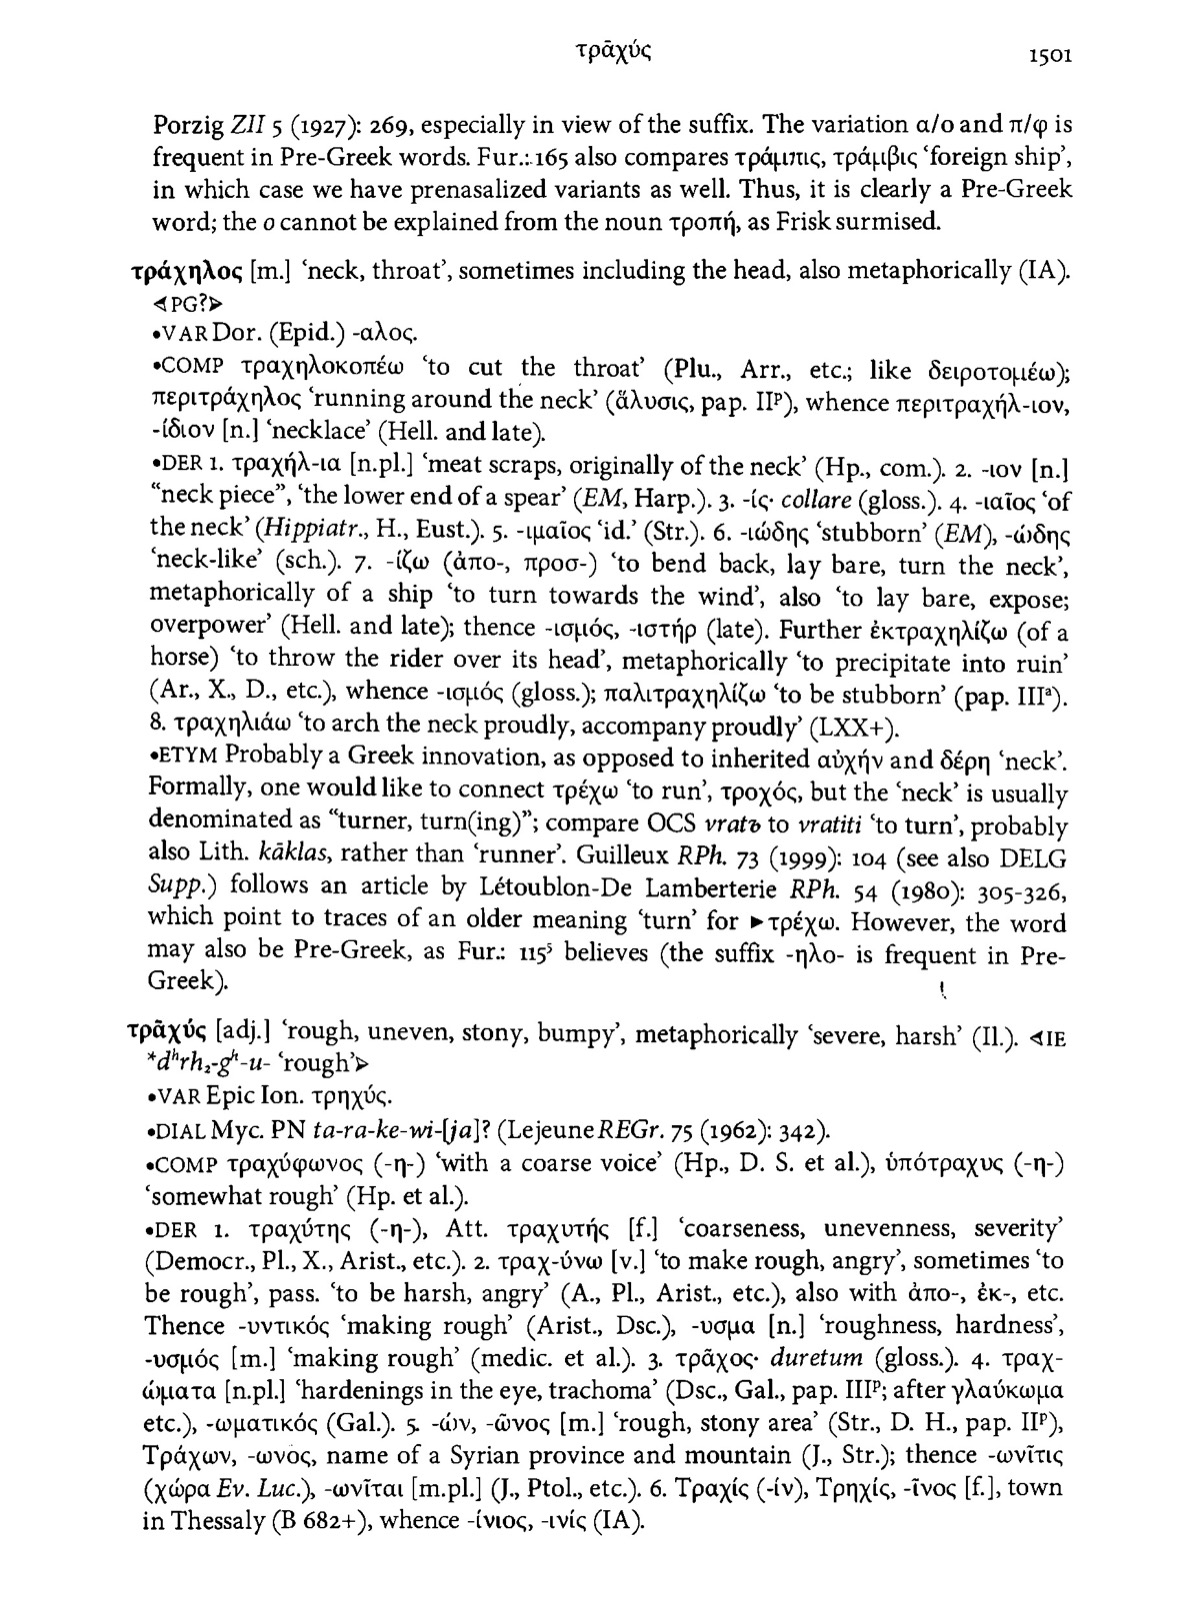 τρᾱχύς 1501
Porzig ZII 5 (1927): 269, especially in view of the suffix. The variation α/ο and π/φ is
frequent in Pre-Greek words. Fur.: 165 also compares τράμπις, τράμβις ‘foreign ship’,
in which case we have prenasalized variants as well. Thus, it is clearly a Pre-Greek
word; the o cannot be explained from the noun τροπή, as Frisk surmised.
τράχηλος [m.] ‘neck, throat’, sometimes including the head, also metaphorically (IA).
⊲PG?⊳
•VAR Dor. (Epid.) -αλος.
•COMP τραχηλοκοπέω ‘to cut the throat’ (Plu., Arr., etc.; like δειροτομέω);
περιτράχηλος ‘running around the neck’ (ἅλυσις, pap. IIᵖ), whence περιτραχήλ-ιον,
-ίδιον [n.] ‘necklace’ (Hell. and late).
•DER 1. τραχήλ-ια [n.pl.] ‘meat scraps, originally of the neck’ (Hp., com.). 2. -ιον [n.]
“neck piece”, ‘the lower end of a spear’ (EM, Harp.). 3. -ίς· collare (gloss.). 4. -ιαῖος ‘of
the neck’ (Hippiatr., H., Eust.). 5. -ιμαῖος ‘id.’ (Str.). 6. -ιώδης ‘stubborn’ (EM), -ώδης
‘neck-like’ (sch.). 7. -ίζω (ἀπο-, προσ-) ‘to bend back, lay bare, turn the neck’,
metaphorically of a ship ‘to turn towards the wind’, also ‘to lay bare, expose;
overpower’ (Hell. and late); thence -ισμός, -ιστήρ (late). Further ἐκτραχηλίζω (of a
horse) ‘to throw the rider over its head’, metaphorically ‘to precipitate into ruin’
(Ar., X., D., etc.), whence -ισμός (gloss.); παλιτραχηλίζω ‘to be stubborn’ (pap. IIIᵃ).
8. τραχηλιάω ‘to arch the neck proudly, accompany proudly’ (LXX+).
•ETYM Probably a Greek innovation, as opposed to inherited αὐχήν and δέρη ‘neck’.
Formally, one would like to connect τρέχω ‘to run’, τροχός, but the ‘neck’ is usually
denominated as “turner, turn(ing)”; compare OCS vratъ to vratiti ‘to turn’, probably
also Lith. kāklas, rather than ‘runner’. Guilleux RPh. 73 (1999): 104 (see also DELG
Supp.) follows an article by Létoublon-De Lamberterie RPh. 54 (1980): 305-326,
which point to traces of an older meaning ‘turn’ for ►τρέχω. However, the word
may also be Pre-Greek, as Fur.: 115⁵ believes (the suffix -ηλο- is frequent in Pre-
Greek).
τρᾱχύς [adj.] ‘rough, uneven, stony, bumpy’, metaphorically ‘severe, harsh’ (Il.). ⊲IE
*dʰrh₂-gʰ-u- ‘rough’⊳
•VAR Epic Ion. τρηχύς.
•DIAL Myc. PN ta-ra-ke-wi-[ja]? (Lejeune REGr. 75 (1962): 342).
•COMP τραχύφωνος (-η-) ‘with a coarse voice’ (Hp., D. S. et al.), ὑπότραχυς (-η-)
‘somewhat rough’ (Hp. et al.).
•DER 1. τραχύτης (-η-), Att. τραχυτής [f.] ‘coarseness, unevenness, severity’
(Democr., Pl., X., Arist., etc.). 2. τραχ-ύνω [v.] ‘to make rough, angry’, sometimes ‘to
be rough’, pass. ‘to be harsh, angry’ (A., Pl., Arist., etc.), also with ἀπο-, ἐκ-, etc.
Thence -υντικός ‘making rough’ (Arist., Dsc.), -υσμα [n.] ‘roughness, hardness’,
-υσμός [m.] ‘making rough’ (medic. et al.). 3. τρᾶχος· duretum (gloss.). 4. τραχ-
ώματα [n.pl.] ‘hardenings in the eye, trachoma’ (Dsc., Gal., pap. IIIᵖ; after γλαύκωμα
etc.), -ωματικός (Gal.). 5. -ών, -ῶνος [m.] ‘rough, stony area’ (Str., D. H., pap. IIᵖ),
Τράχων, -ωνος, name of a Syrian province and mountain (J., Str.); thence -ωνῖτις
(χώρα Ev. Luc.), -ωνῖται [m.pl.] (J., Ptol., etc.). 6. Τραχίς (-ίν), Τρηχίς, -ῖνος [f.], town
in Thessaly (Β 682+), whence -ίνιος, -ινίς (IA).